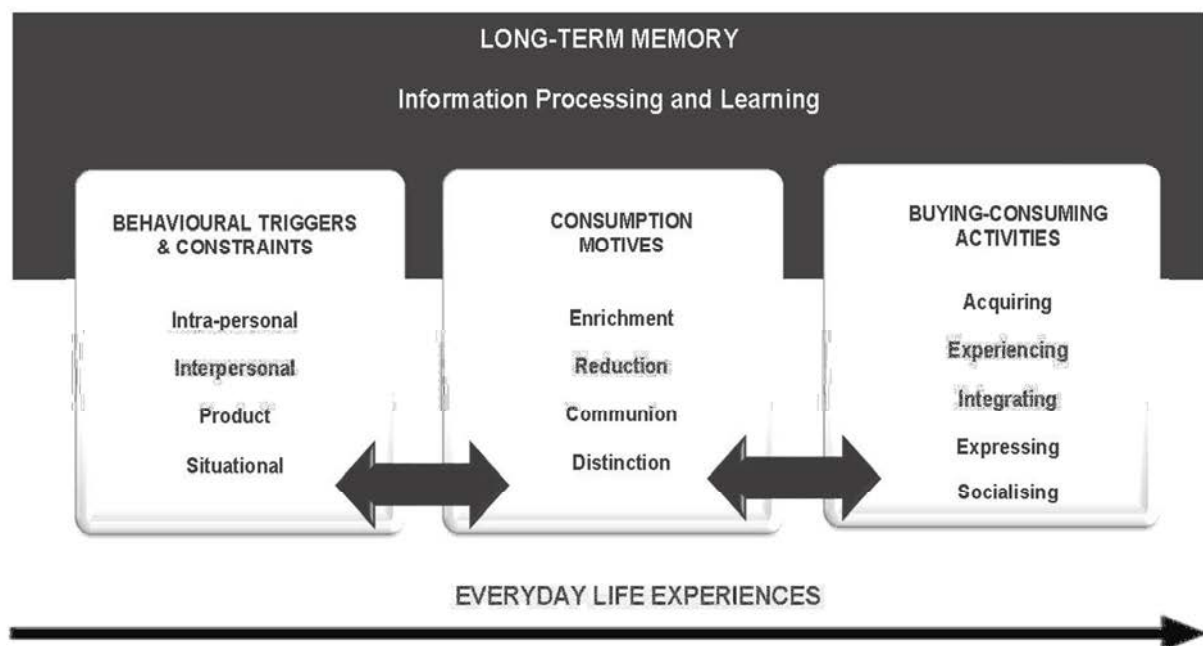 LONG-TERM MEMORY
Information Processing and Learning
BEHAVIOURAL TRIGGERS
& CONSTRAINTS
Intra-personal
Interpersonal
Product
Situational
CONSUMPTION
MOTIVES
Enrichment
Reduction
Communion
Distinction
BUYING-CONSUMING
ACTIVITIES
Acquiring
Experiencing
Integrating
Expressing
Socialising
EVERYDAY LIFE EXPERIENCES